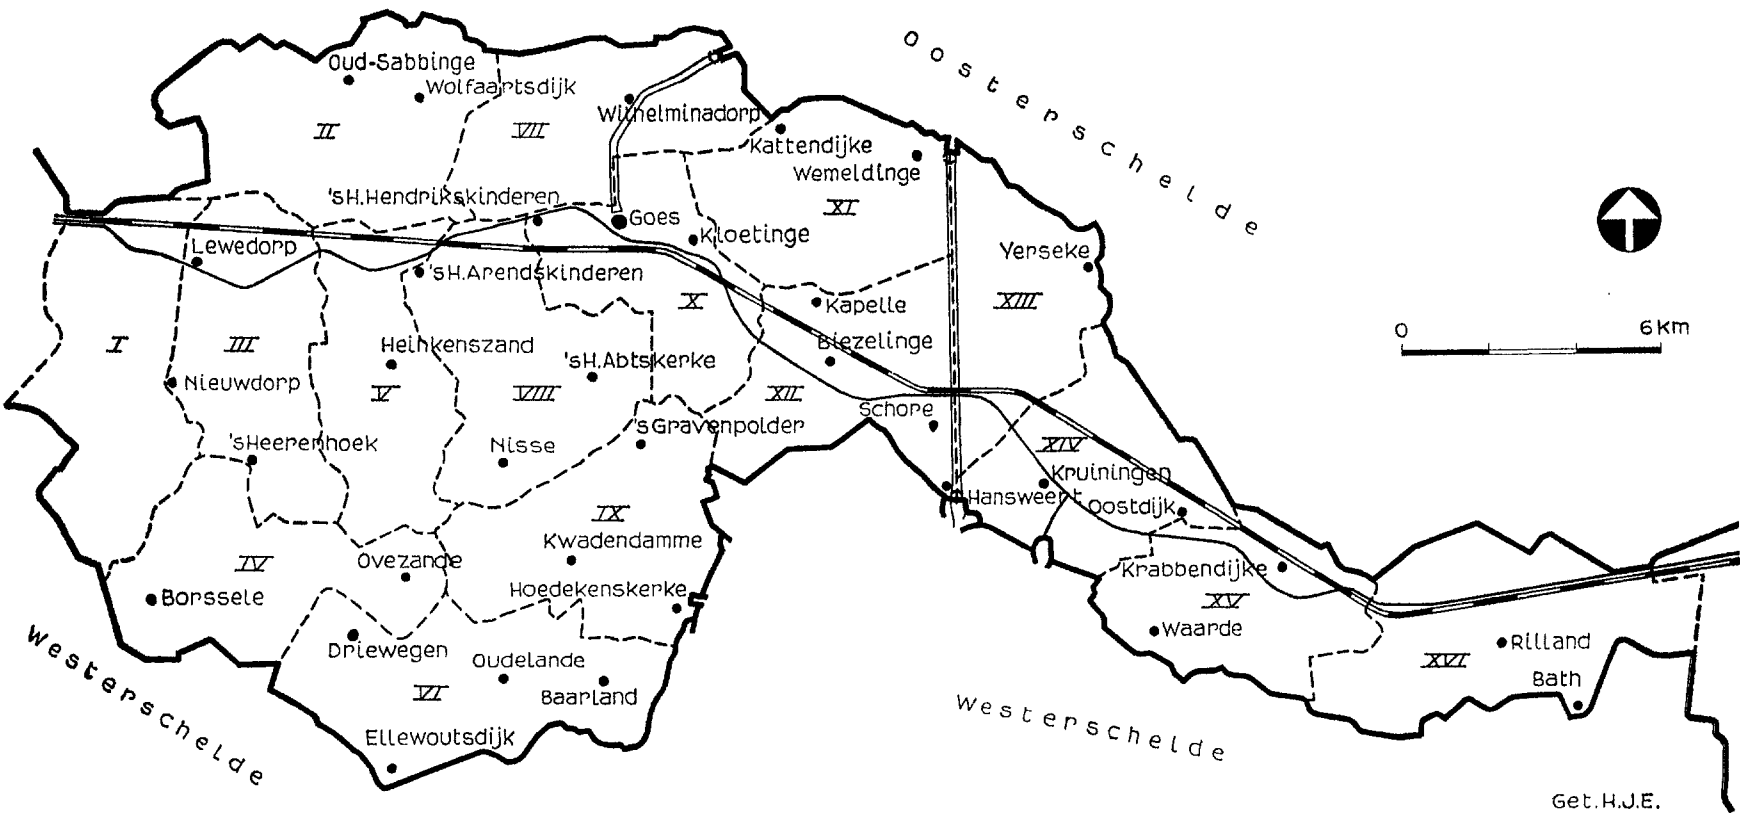 Oosterschelde
Oud-Sabbinge
Wolfaartsdijk
Wilhelminadorp
II
VII
Kattendijke
Wemeldinge
'sH.Hendrikskinderen
XI
Goes
Kloetinge
Lewedorp
Yerseke
'sH.Arendskinderen
X
Kapelle
XIII
0 6km
I
III
Heinkenszand
Biezelinge
'sH.Abtskerke
Nieuwdorp
V
VIII
XII
Schore
'sGravenpolder
'sHeerenhoek
Nisse
XIV
Kruiningen
Hansweert
Oostdijk
IX
Kwadendamme
Ovezande
IV
Krabbendijke
Borssele
Hoedekenskerke
XV
Waarde
Driewegen
Oudelande
XVI
Rilland
Bath
VI
Baarland
Westerschelde
Westerschelde
Ellewoutsdijk
Get.H.J.E.